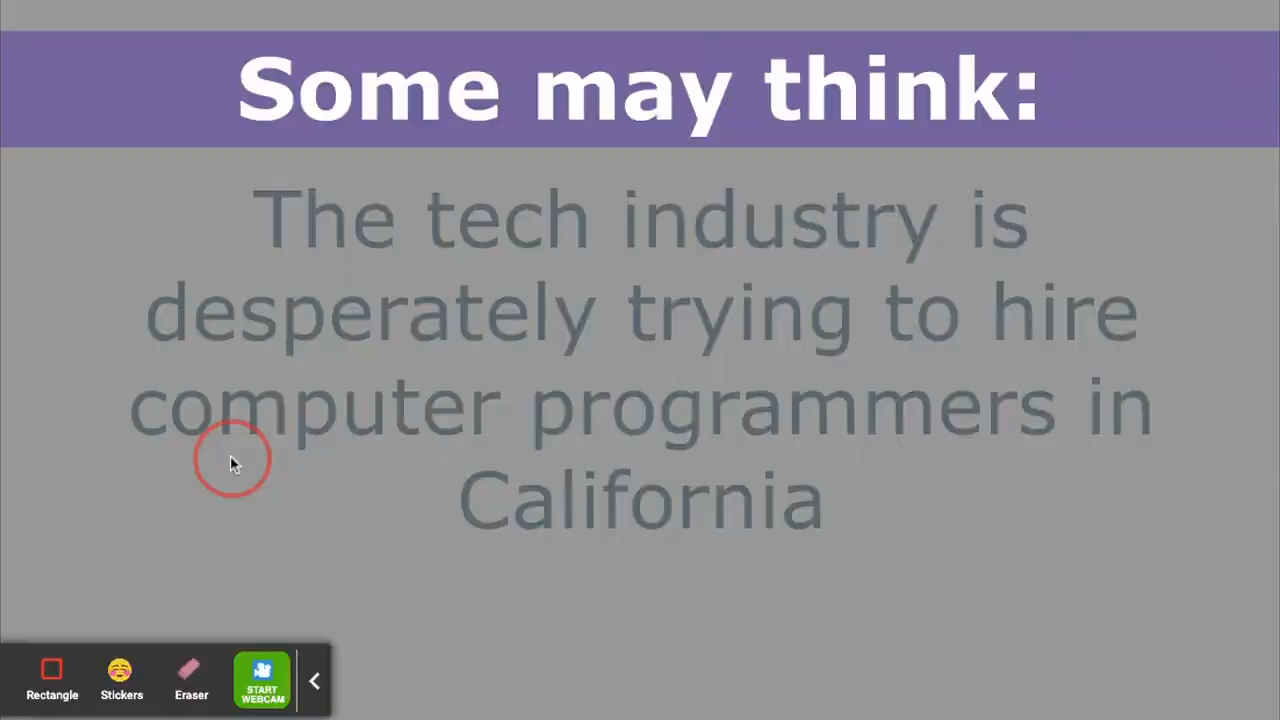 Some may think:
The tech industry is
desperately trying to hire
computer programmers in
California
Rectangle
Stickers
Eraser
START
WEBCAM